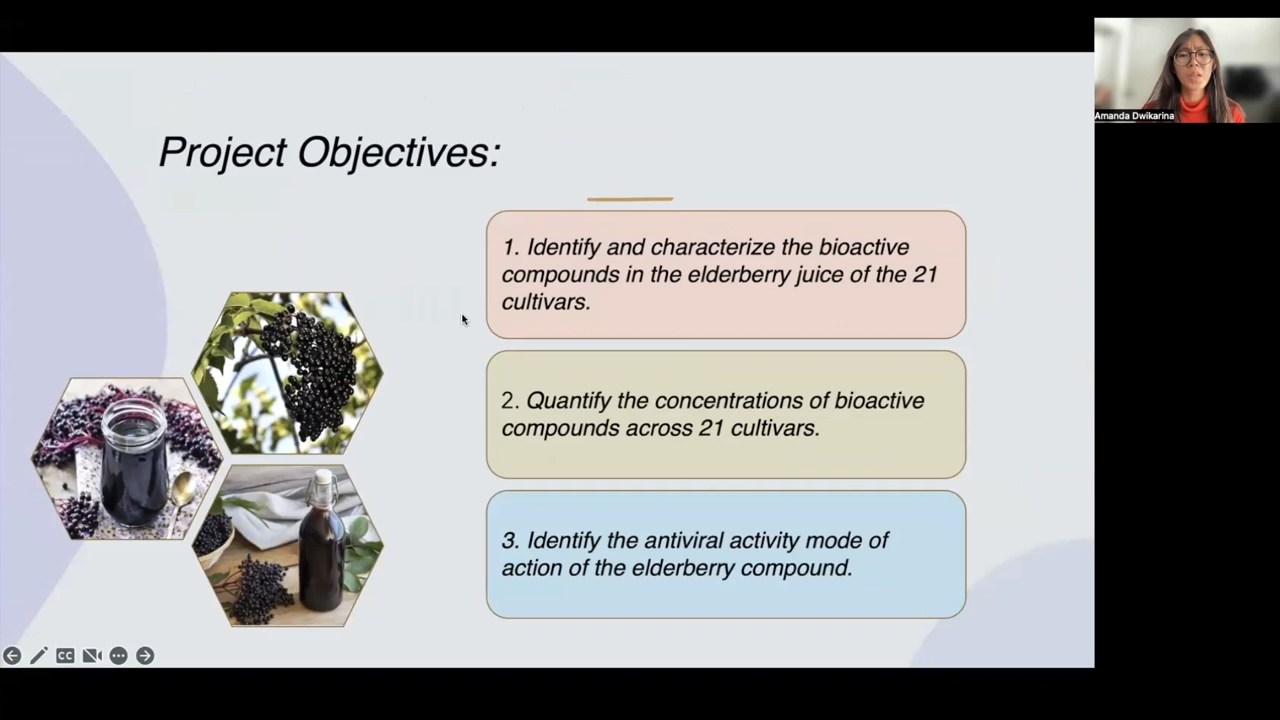 Amanda Dwikarina
Project Objectives:
1. Identify and characterize the bioactive
compounds in the elderberry juice of the 21
cultivars.
2. Quantify the concentrations of bioactive
compounds across 21 cultivars.
3. Identify the antiviral activity mode of
action of the elderberry compound.
CC